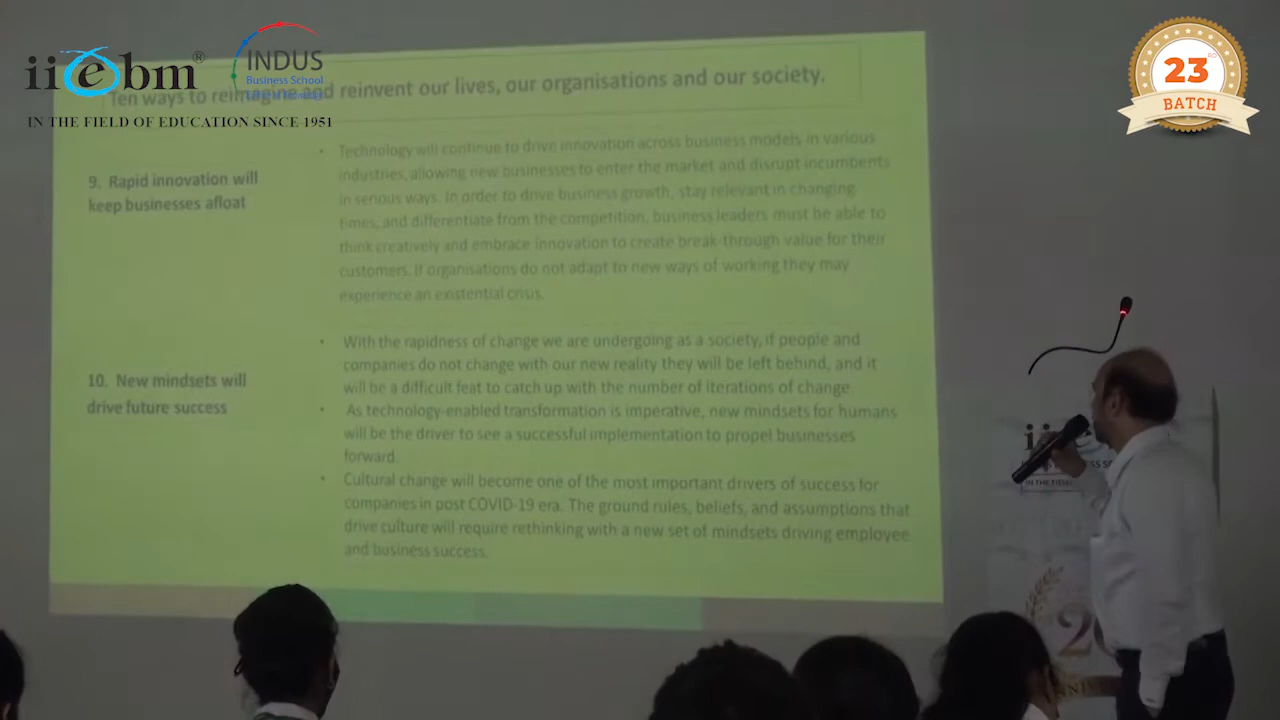 iiebm®
INDUS
Business School
IN THE FIELD OF EDUCATION SINCE 1951
23RD
BATCH
Ten ways to reimagine and reinvent our lives, our organisations and our society.
9. Rapid innovation will
keep businesses afloat
• Technology will continue to drive innovation across business models in various
industries, allowing new businesses to enter the market and disrupt incumbents
in serious ways. In order to drive business growth, stay relevant in changing
times, and differentiate from the competition, business leaders must be able to
think creatively and embrace innovation to create break-through value for their
customers. If organisations do not adapt to new ways of working they may
experience an existential crisis.
10. New mindsets will
drive future success
• With the rapidness of change we are undergoing as a society, if people and
companies do not change with our new reality they will be left behind, and it
will be a difficult feat to catch up with the number of iterations of change.
• As technology-enabled transformation is imperative, new mindsets for humans
will be the driver to see a successful implementation to propel businesses
forward.
• Cultural change will become one of the most important drivers of success for
companies in post COVID-19 era. The ground rules, beliefs, and assumptions that
drive culture will require rethinking with a new set of mindsets driving employee
and business success.
IN THE FIELD